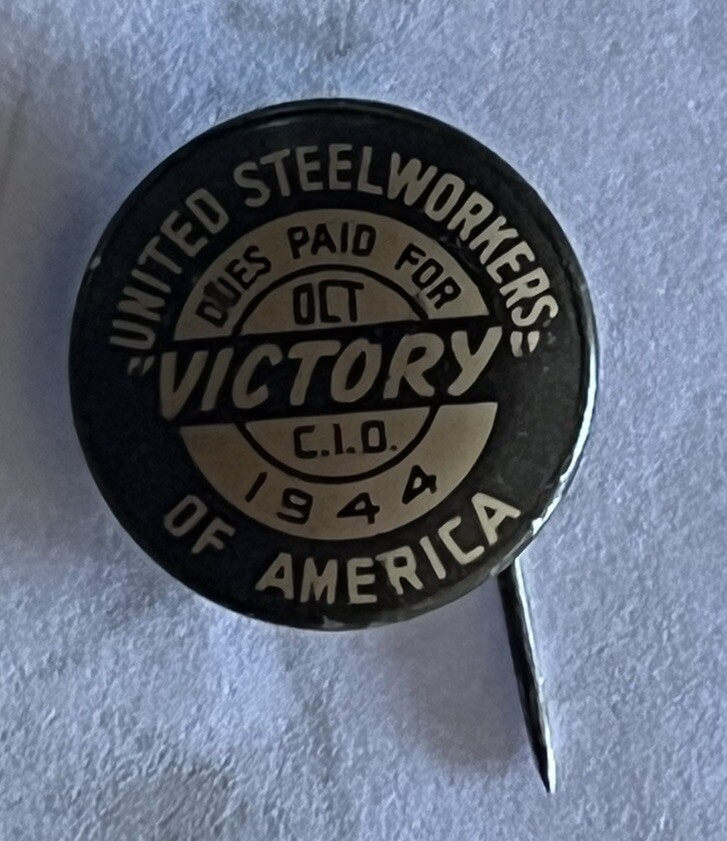 "UNITED STEELWORKERS"
DUES PAID FOR
OCT
VICTORY
C.I.O.
1944
OF AMERICA